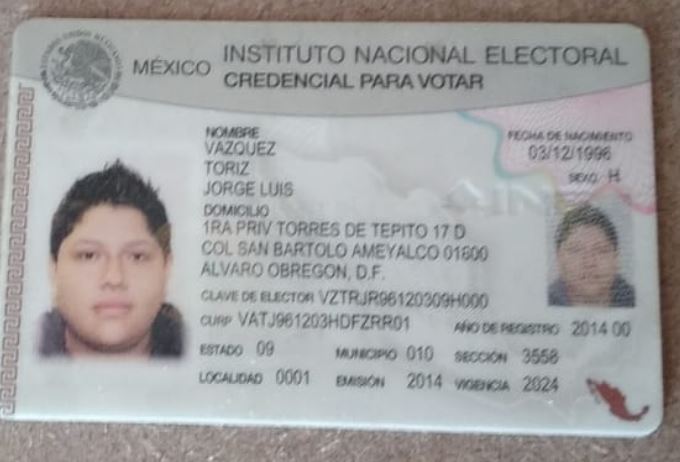 MÉXICO INSTITUTO NACIONAL ELECTORAL
CREDENCIAL PARA VOTAR
NOMBRE
VAZQUEZ
TORIZ
JORGE LUIS
FECHA DE NACIMIENTO
03/12/1996
SEXO H
DOMICILIO
1RA PRIV TORRES DE TEPITO 17 D
COL SAN BARTOLO AMEYALCO 01800
ALVARO OBREGON, D.F.
CLAVE DE ELECTOR VZTRJR96120309H000
CURP VATJ961203HDFZRR01 AÑO DE REGISTRO 2014 00
ESTADO 09 MUNICIPIO 010 SECCIÓN 3558
LOCALIDAD 0001 EMISIÓN 2014 VIGENCIA 2024